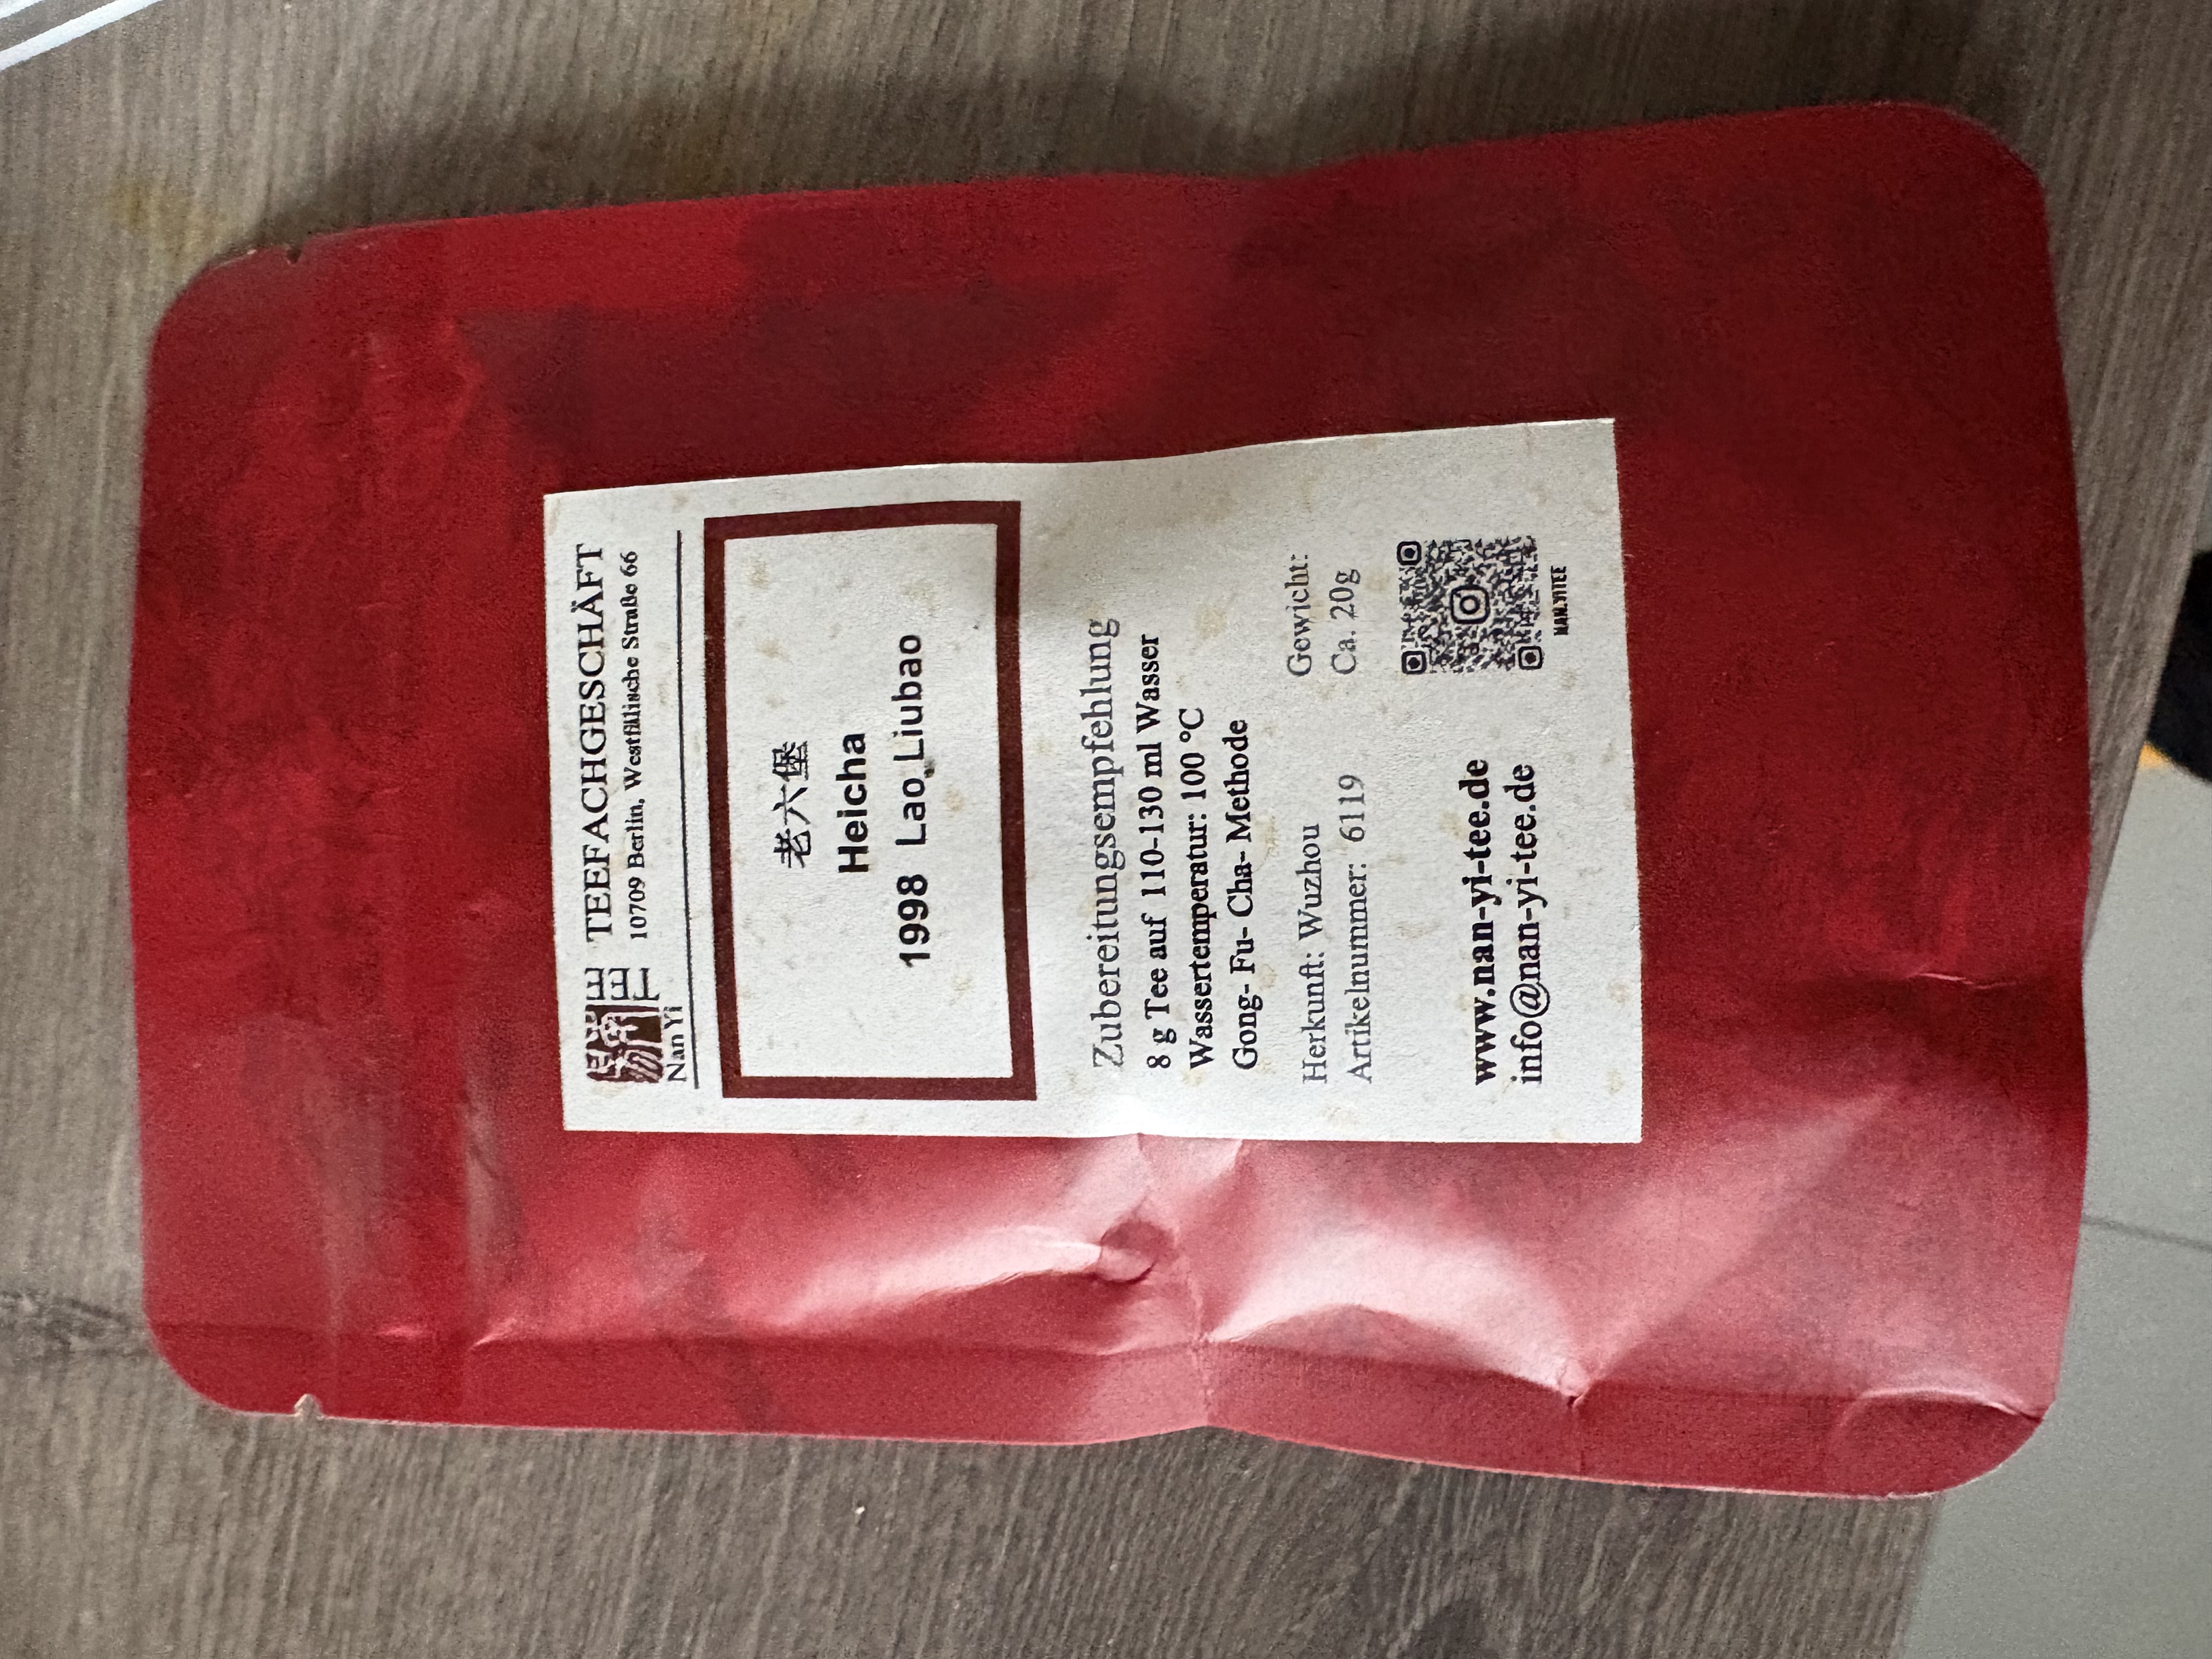 TEE TEEFACHGESCHÄFT
10709 Berlin, Westfälische Straße 66
Nan Yi
老六堡
Heicha
1998 Lao Liubao
Zubereitungsempfehlung
8 g Tee auf 110-130 ml Wasser
Wassertemperatur: 100 °C
Gong- Fu- Cha- Methode
Herkunft: Wuzhou
Artikelnummer: 6119
Gewicht:
Ca. 20g
www.nan-yi-tee.de
info@nan-yi-tee.de
NAN.YITEE